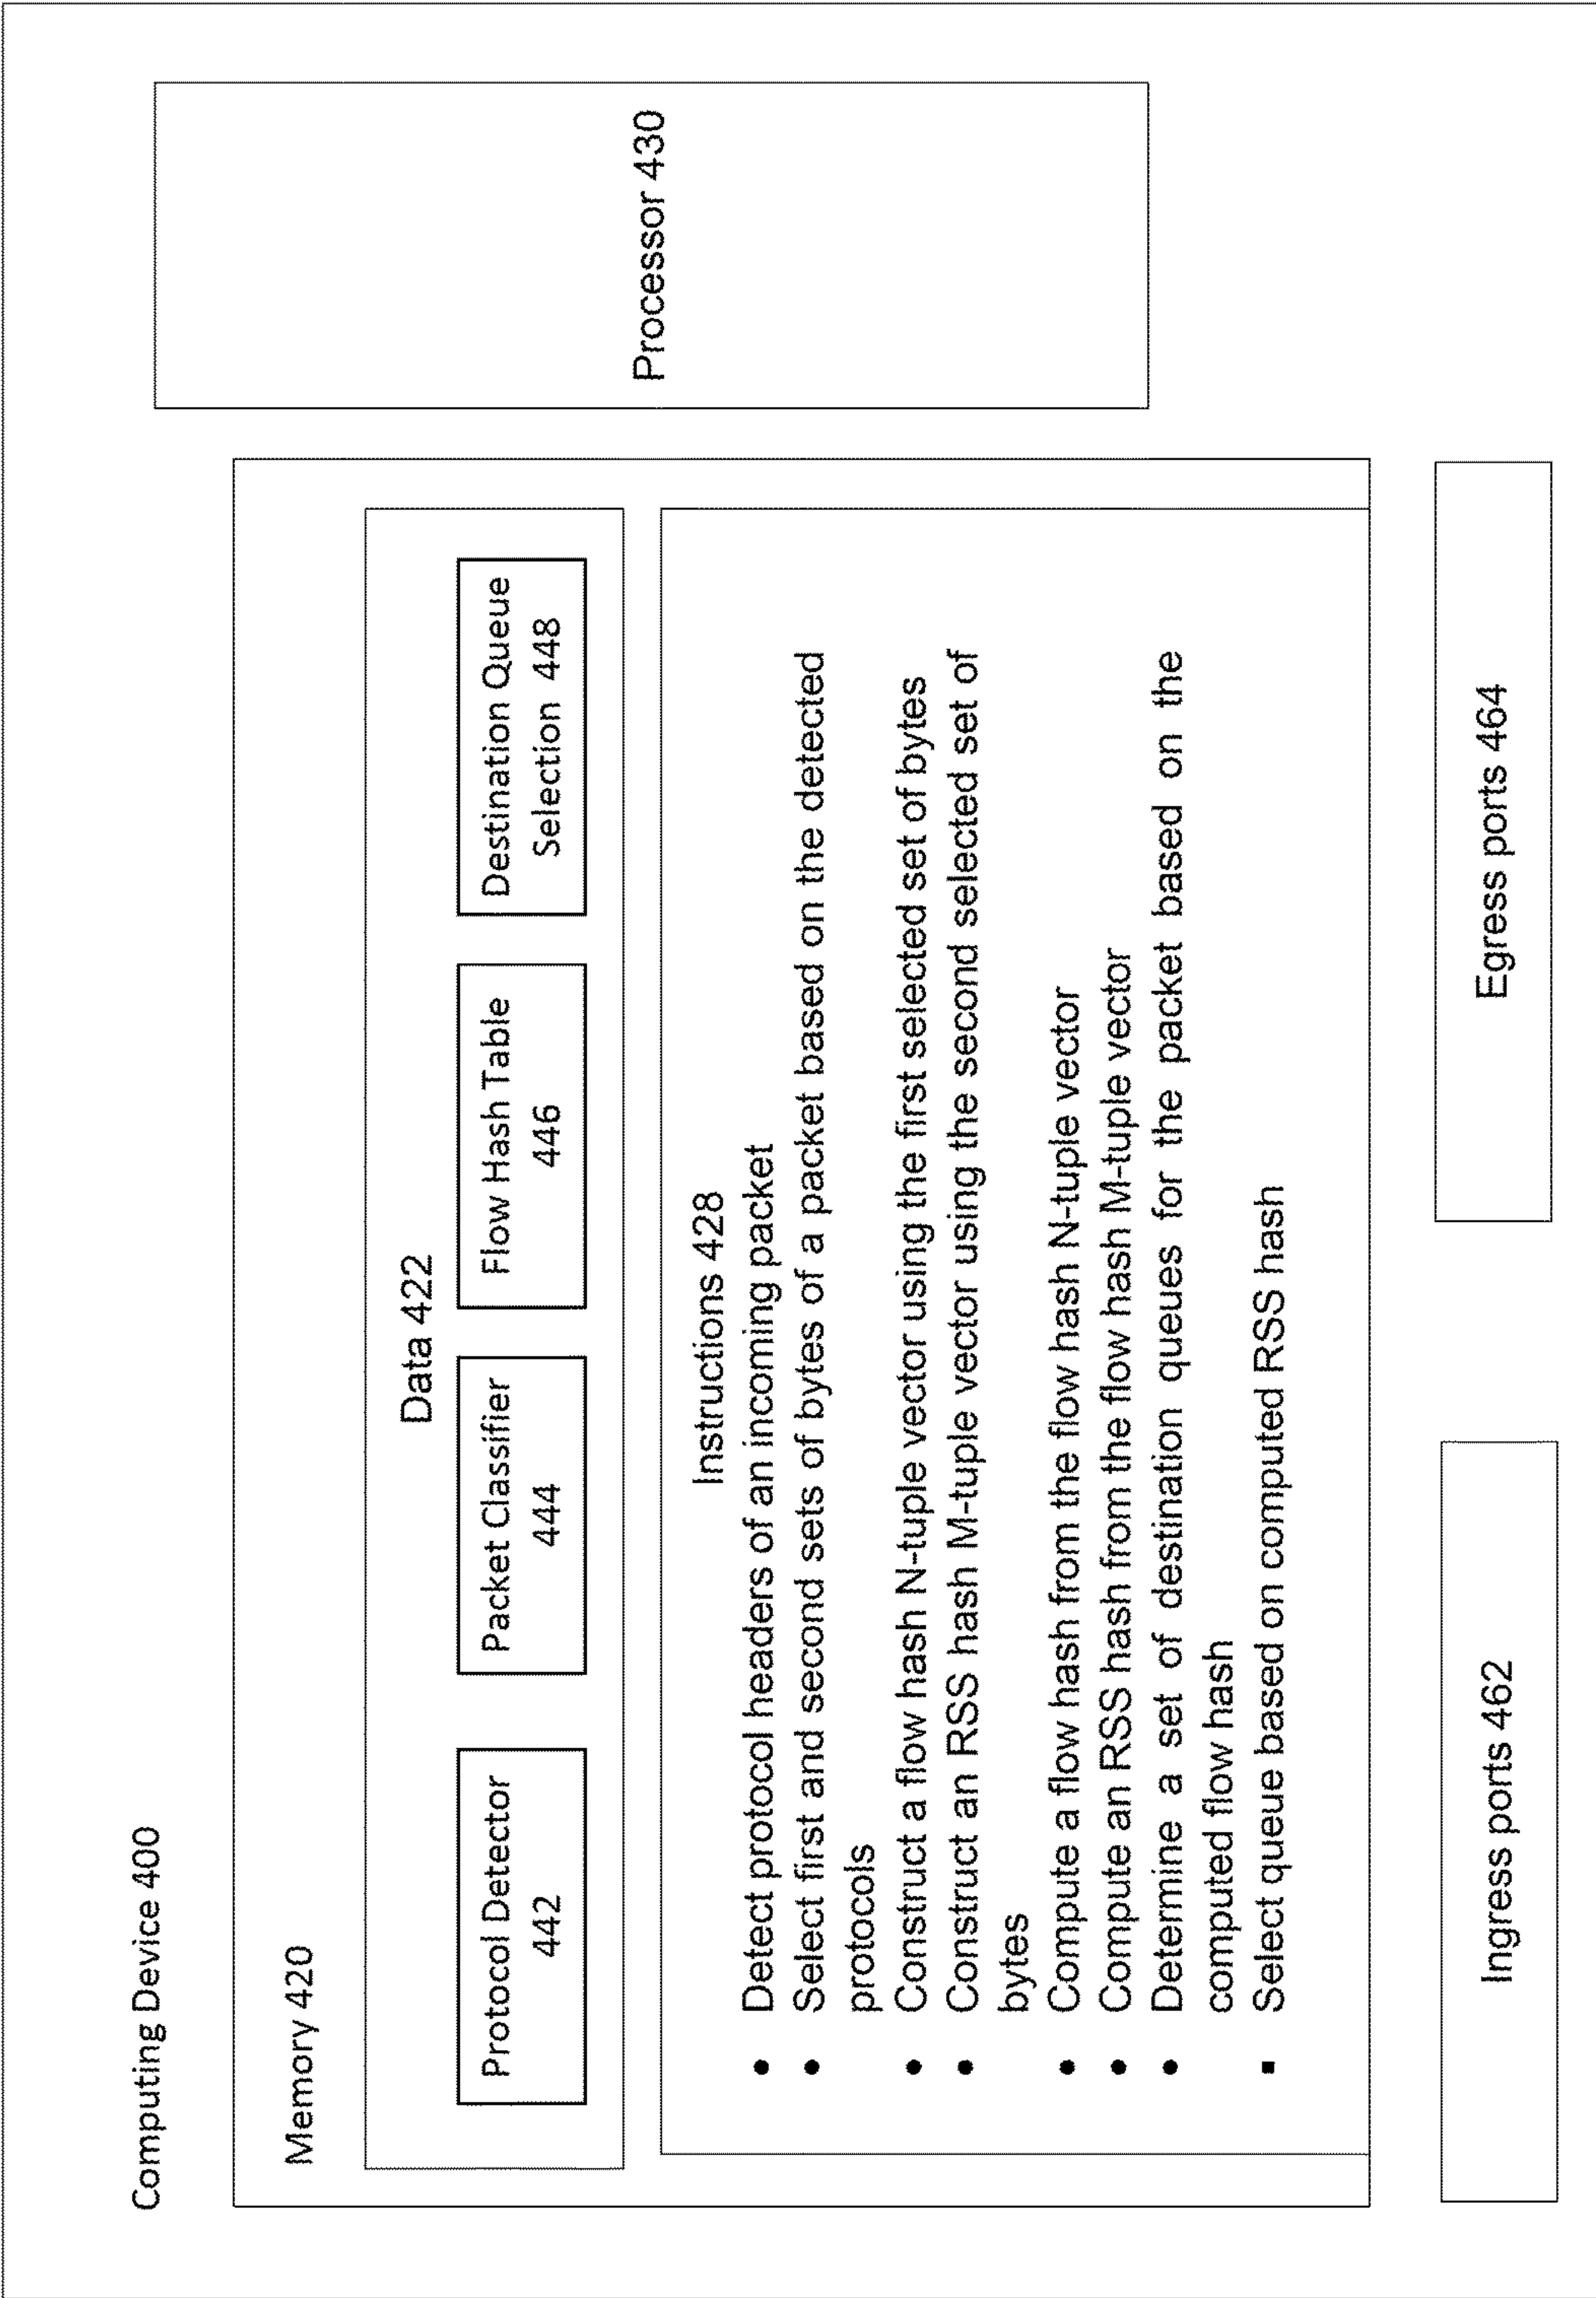 Computing Device 400
Memory 420
Data 422
Protocol Detector
442
Packet Classifier
444
Flow Hash Table
446
Destination Queue
Selection 448
Instructions 428
• Detect protocol headers of an incoming packet
• Select first and second sets of bytes of a packet based on the detected
protocols
• Construct a flow hash N-tuple vector using the first selected set of bytes
• Construct an RSS hash M-tuple vector using the second selected set of
bytes
• Compute a flow hash from the flow hash N-tuple vector
• Compute an RSS hash from the flow hash M-tuple vector
• Determine a set of destination queues for the packet based on the
computed flow hash
▪ Select queue based on computed RSS hash
Processor 430
Ingress ports 462
Egress ports 464